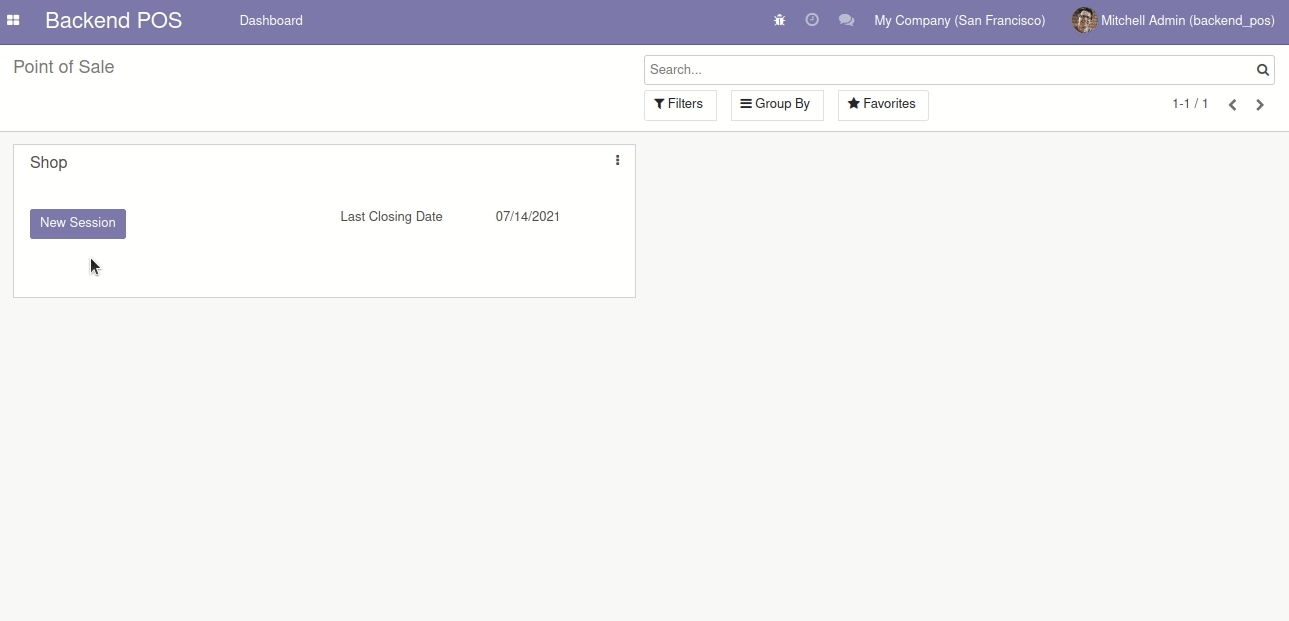 Backend POS Dashboard My Company (San Francisco) Mitchell Admin (backend_pos)
Point of Sale
Search...
Filters Group By Favorites 1-1 / 1
Shop
New Session Last Closing Date 07/14/2021